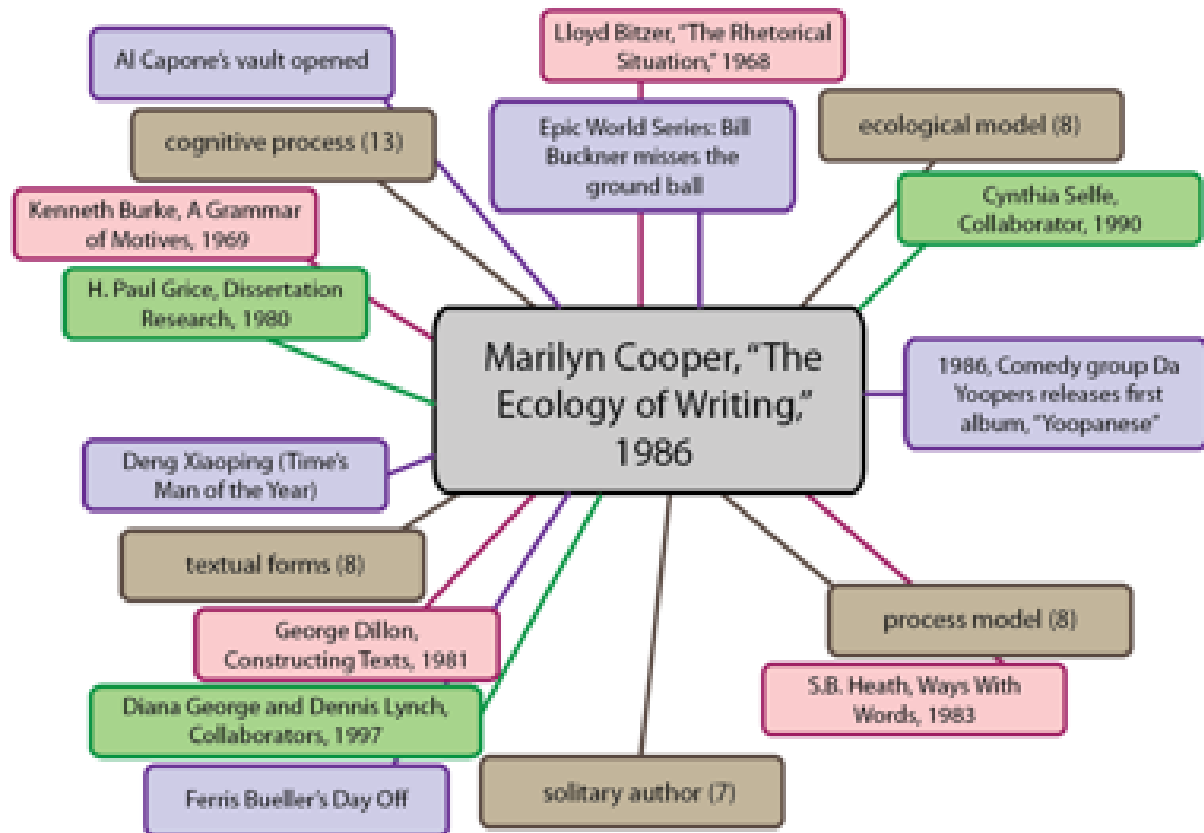 Al Capone's vault opened
Lloyd Bitzer, "The Rhetorical
Situation," 1968
cognitive process (13)
Epic World Series: Bill
Buckner misses the
ground ball
ecological model (8)
Kenneth Burke, A Grammar
of Motives, 1969
Cynthia Selfe,
Collaborator, 1990
H. Paul Grice, Dissertation
Research, 1980
Marilyn Cooper, "The
Ecology of Writing,"
1986
1986, Comedy group Da
Yoopers releases first
album, "Yoopanese"
Deng Xiaoping (Time's
Man of the Year)
textual forms (8)
George Dillon,
Constructing Texts, 1981
process model (8)
S.B. Heath, Ways With
Words, 1983
Diana George and Dennis Lynch,
Collaborators, 1997
Ferris Bueller's Day Off
solitary author (7)